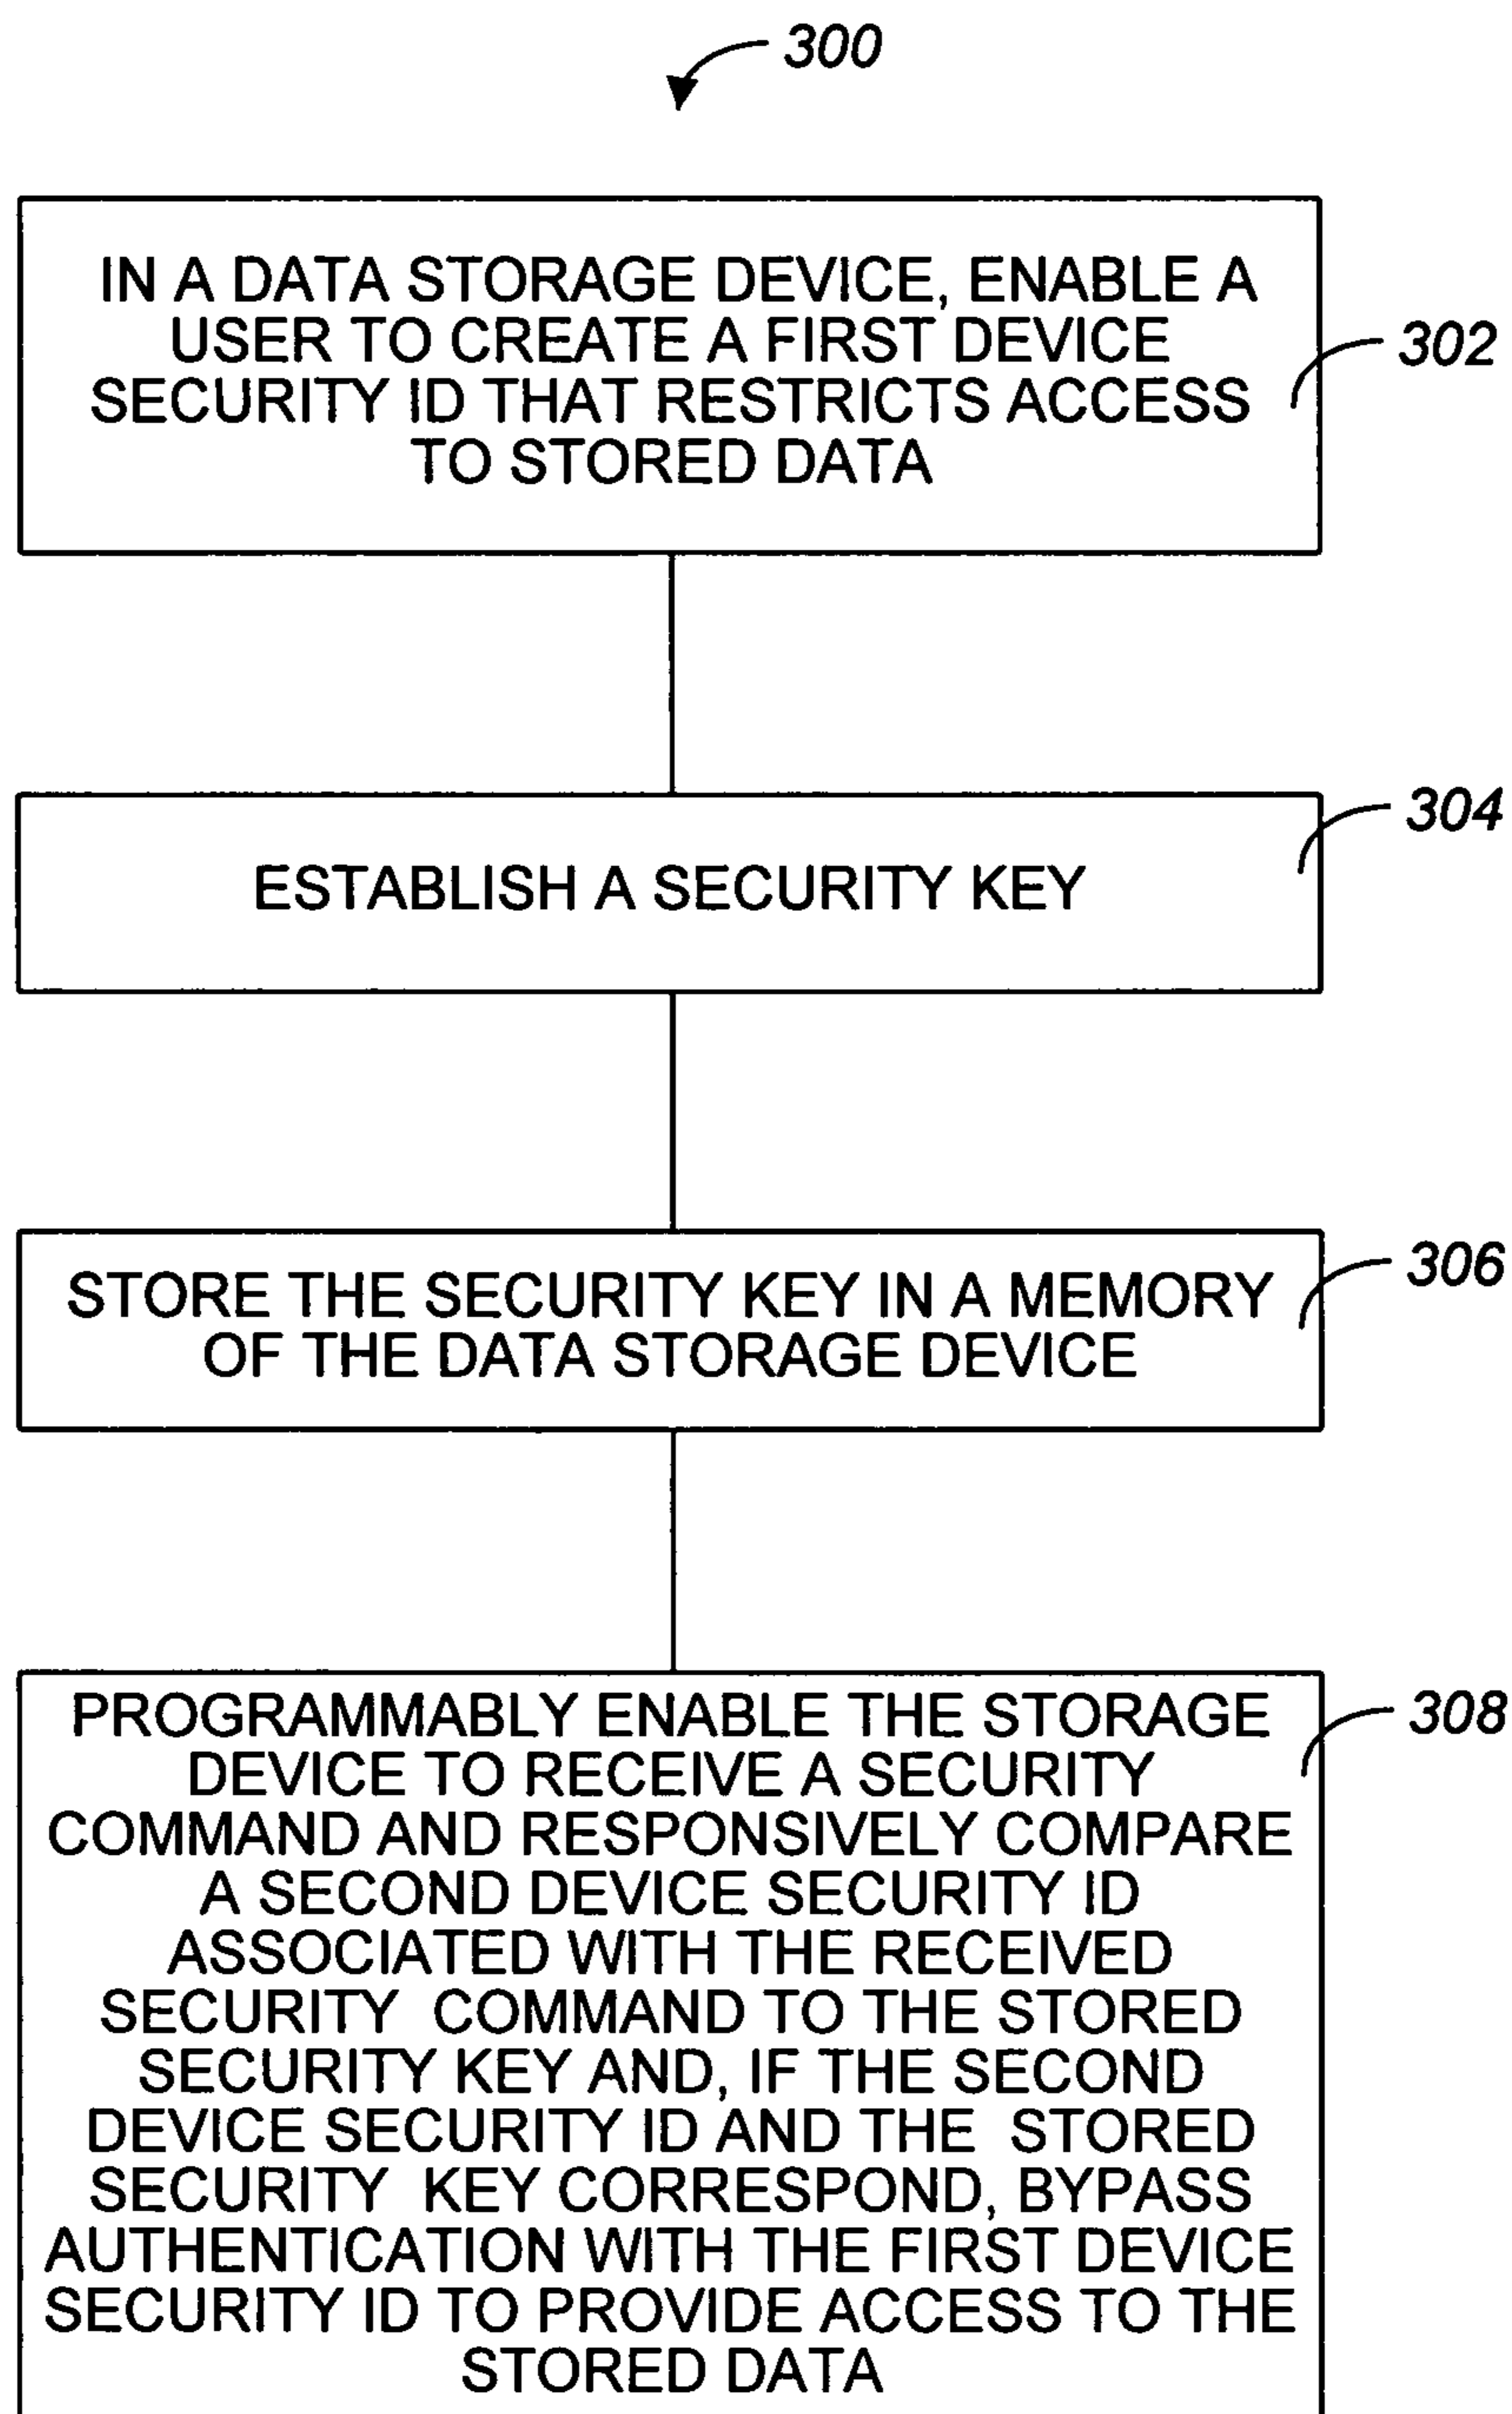 300
IN A DATA STORAGE DEVICE, ENABLE A
USER TO CREATE A FIRST DEVICE
SECURITY ID THAT RESTRICTS ACCESS
TO STORED DATA
302
ESTABLISH A SECURITY KEY
304
STORE THE SECURITY KEY IN A MEMORY
OF THE DATA STORAGE DEVICE
306
PROGRAMMABLY ENABLE THE STORAGE
DEVICE TO RECEIVE A SECURITY
COMMAND AND RESPONSIVELY COMPARE
A SECOND DEVICE SECURITY ID
ASSOCIATED WITH THE RECEIVED
SECURITY COMMAND TO THE STORED
SECURITY KEY AND, IF THE SECOND
DEVICE SECURITY ID AND THE STORED
SECURITY KEY CORRESPOND, BYPASS
AUTHENTICATION WITH THE FIRST DEVICE
SECURITY ID TO PROVIDE ACCESS TO THE
STORED DATA
308